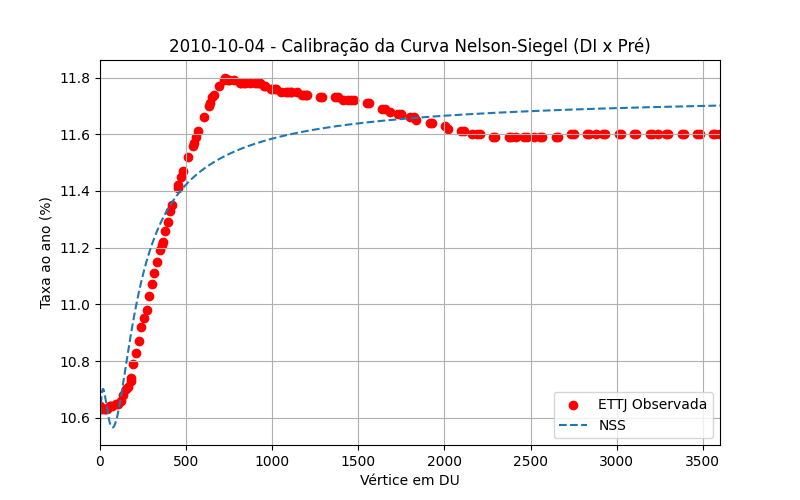 2010-10-04 - Calibração da Curva Nelson-Siegel (DI x Pré)
Taxa ao ano (%)
11.8
11.6
11.4
11.2
11.0
10.8
10.6
0 500 1000 1500 2000 2500 3000 3500
Vértice em DU
ETTJ Observada
NSS